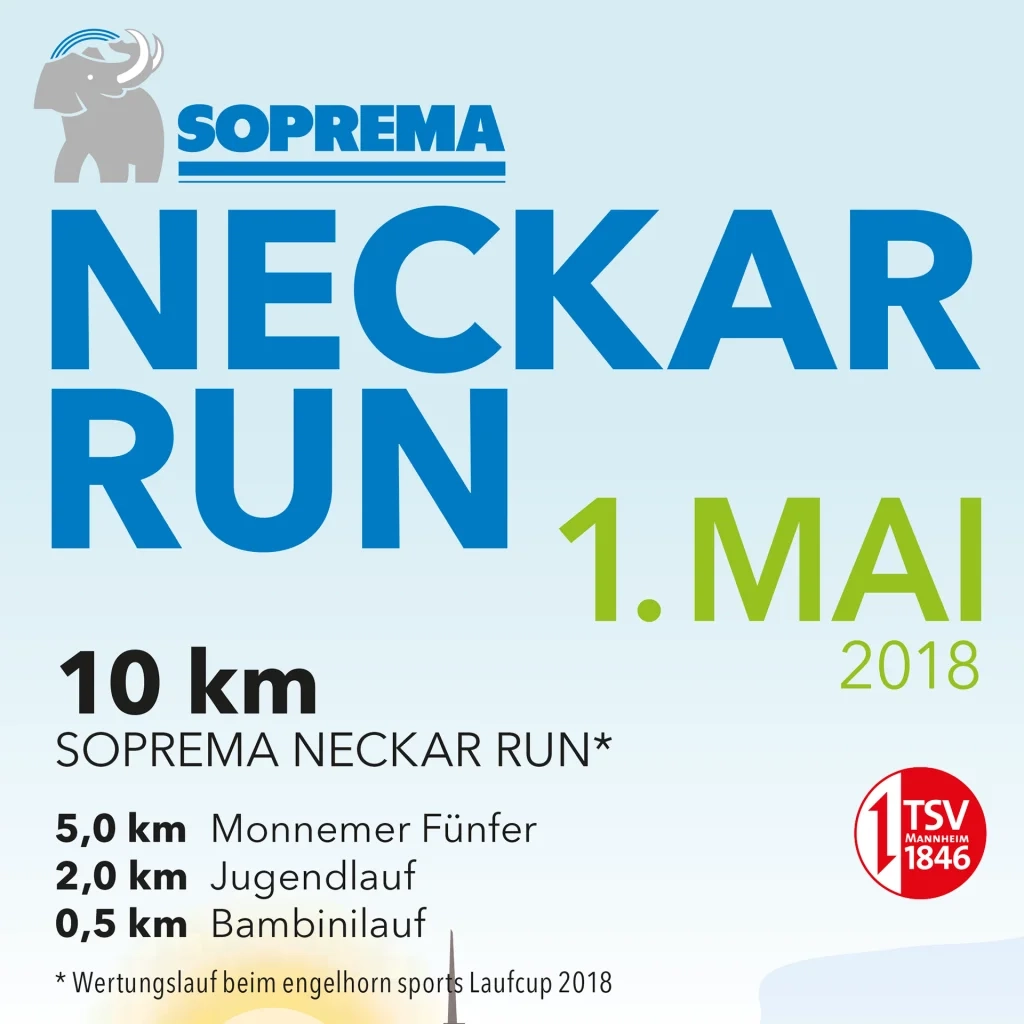 SOPREMA
NECKAR
RUN
1. MAI
2018
10 km
SOPREMA NECKAR RUN*
5,0 km Monnemer Fünfer
2,0 km Jugendlauf
0,5 km Bambinilauf
TSV
MANNHEIM
1846
* Wertungslauf beim engelhorn sports Laufcup 2018